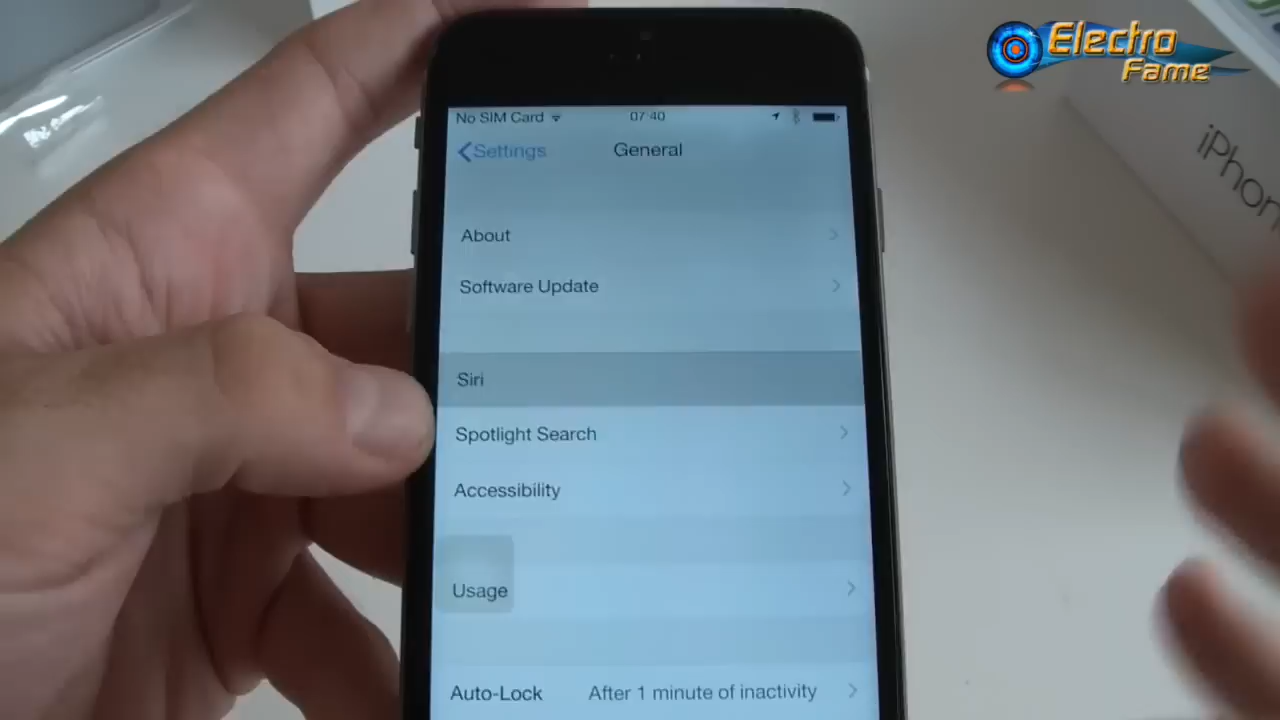 Electro
Fame
No SIM Card 07:40
Settings General
About
Software Update
Siri
Spotlight Search
Accessibility
Usage
Auto-Lock After 1 minute of inactivity
iPhon